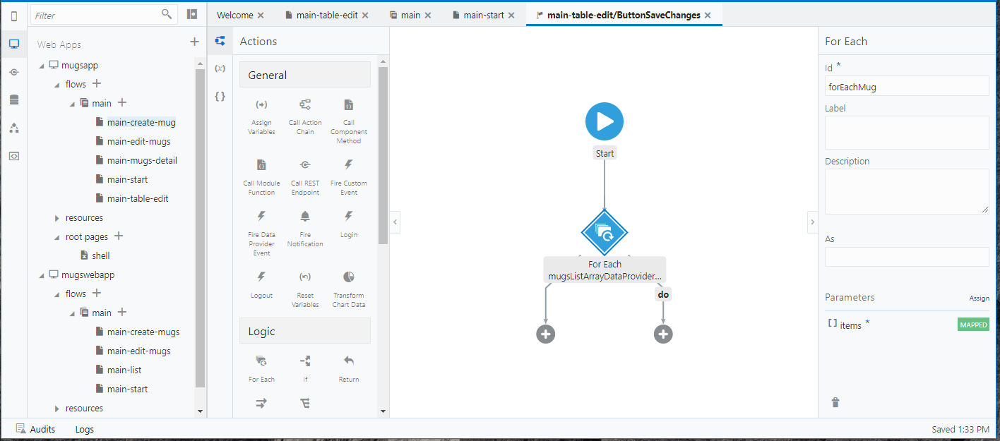 Filter
Welcome
main-table-edit
main
main-start
main-table-edit/ButtonSaveChanges
Web Apps
mugsapp
flows
main
main-create-mug
main-edit-mugs
main-mugs-detail
main-start
main-table-edit
resources
root pages
shell
mugswebapp
flows
main
main-create-mugs
main-edit-mugs
main-list
main-start
resources
(x)
{ }
Actions
General
Assign
Variables
Call Action
Chain
Call
Component
Method
Call Module
Function
Call REST
Endpoint
Fire Custom
Event
Fire Data
Provider
Event
Fire
Notification
Login
Logout
Reset
Variables
Transform
Chart Data
Logic
For Each
If
Return
Start
For Each
mugsListArrayDataProvider...
do
For Each
Id *
forEachMug
Label
Description
As
Parameters
Assign
[ ] items *
MAPPED
Audits
Logs
Saved 1:33 PM